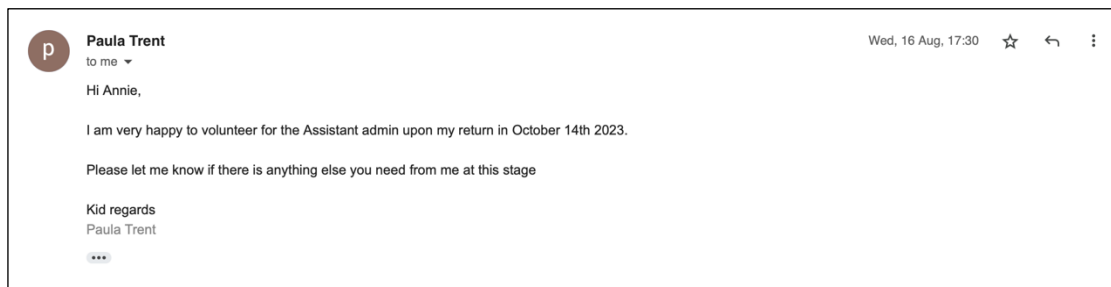 p
Paula Trent
Wed, 16 Aug, 17:30
to me
Hi Annie,
I am very happy to volunteer for the Assistant admin upon my return in October 14th 2023.
Please let me know if there is anything else you need from me at this stage
Kid regards
Paula Trent